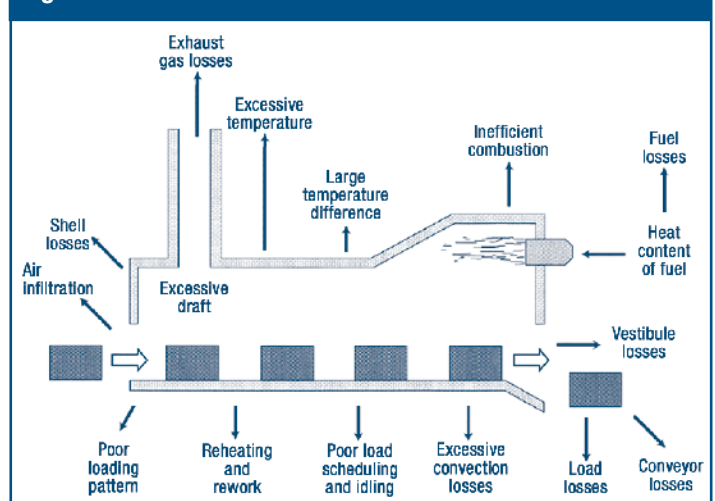 Exhaust
gas losses
Excessive
temperature
Inefficient
combustion
Fuel
losses
Large
temperature
difference
Shell
losses
Heat
content
of fuel
Air
infiltration
Excessive
draft
Vestibule
losses
Poor
loading
pattern
Reheating
and
rework
Poor load
scheduling
and idling
Excessive
convection
losses
Load
losses
Conveyor
losses